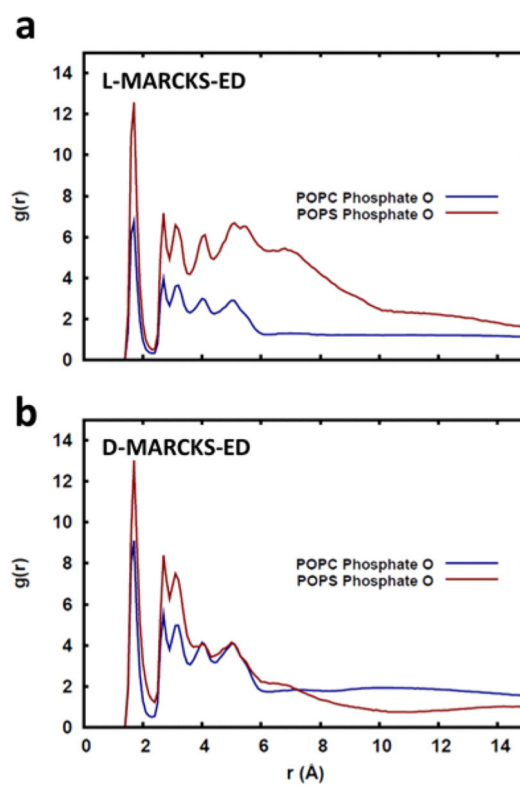 a
L-MARCKS-ED
14
12
10
8
6
4
2
0
g(r)
POPC Phosphate O
POPS Phosphate O
b
D-MARCKS-ED
14
12
10
8
6
4
2
0
g(r)
POPC Phosphate O
POPS Phosphate O
0 2 4 6 8 10 12 14
r (Å)